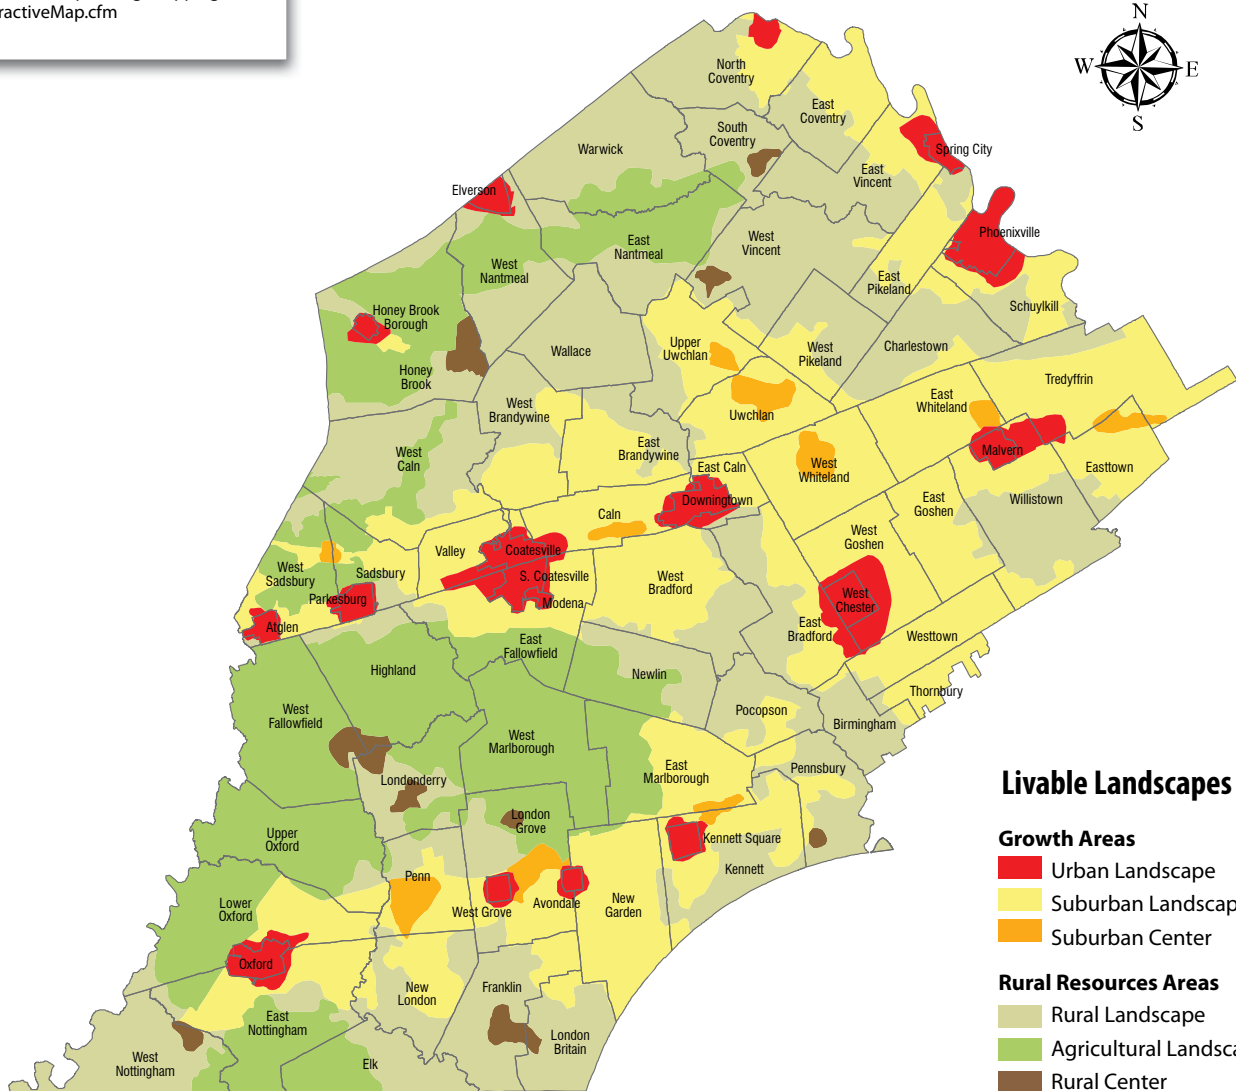 ractiveMap.cfm
N
W
E
S
North
Coventry
East
Coventry
South
Coventry
Warwick
Spring City
East
Vincent
Elverson
Phoenixville
West
Vincent
East
Nantmeal
West
Nantmeal
East
Pikeland
Schuylkill
Honey Brook
Borough
Charlestown
West
Pikeland
Upper
Uwchlan
Wallace
Honey
Brook
Tredyffrin
East
Whiteland
West
Brandywine
Uwchlan
East
Brandywine
Malvern
West
Caln
East Caln
West
Whiteland
Easttown
Willistown
Downingtown
East
Goshen
Caln
West
Goshen
Valley
Coatesville
West
Sadsbury
Sadsbury
S. Coatesville
West
Bradford
Parkesburg
Modena
West
Chester
Atglen
East
Bradford
Westtown
East
Fallowfield
Highland
Newlin
Thornbury
West
Fallowfield
Pocopson
Birmingham
West
Marlborough
East
Marlborough
Pennsbury
Londonderry
Livable Landscapes
London
Grove
Upper
Oxford
Kennett Square
Growth Areas
Kennett
Urban Landscape
Penn
Suburban Landscap
Lower
Oxford
West Grove
Avondale
New
Garden
Suburban Center
Oxford
Rural Resources Areas
New
London
Franklin
Rural Landscape
East
Nottingham
London
Britain
Agricultural Landsca
West
Nottingham
Elk
Rural Center